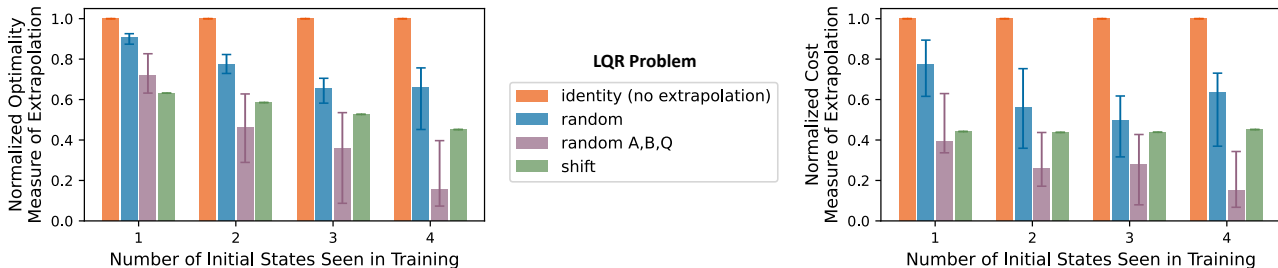 Normalized Optimality
Measure of Extrapolation
1.0
0.8
0.6
0.4
0.2
0.0
1
2
3
4
Number of Initial States Seen in Training
LQR Problem
identity (no extrapolation)
random
random A,B,Q
shift
Normalized Cost
Measure of Extrapolation
1.0
0.8
0.6
0.4
0.2
0.0
1
2
3
4
Number of Initial States Seen in Training